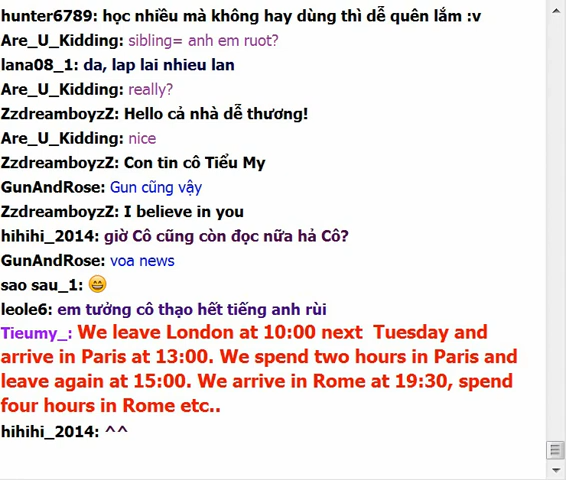 hunter6789: học nhiều mà không hay dùng thì dễ quên lắm :v
Are_U_Kidding: sibling= anh em ruot?
lana08_1: da, lap lai nhieu lan
Are_U_Kidding: really?
ZzdreamboyzZ: Hello cả nhà dễ thương!
Are_U_Kidding: nice
ZzdreamboyzZ: Con tin cô Tiểu My
GunAndRose: Gun cũng vậy
ZzdreamboyzZ: I believe in you
hihihi_2014: giờ Cô cũng còn đọc nữa hả Cô?
GunAndRose: voa news
sao sau_1: 😄
leole6: em tưởng cô thạo hết tiếng anh rùi
Tieumy_: We leave London at 10:00 next  Tuesday and
arrive in Paris at 13:00. We spend two hours in Paris and
leave again at 15:00. We arrive in Rome at 19:30, spend
four hours in Rome etc..
hihihi_2014: ^^